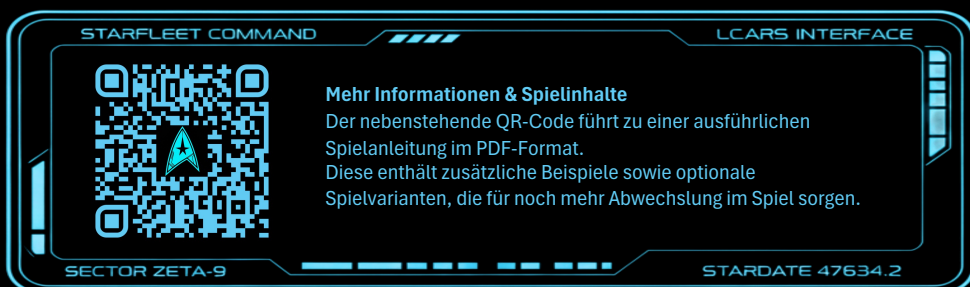 STARFLEET COMMAND
LCARS INTERFACE
Mehr Informationen & Spielinhalte
Der nebenstehende QR-Code führt zu einer ausführlichen
Spielanleitung im PDF-Format.
Diese enthält zusätzliche Beispiele sowie optionale
Spielvarianten, die für noch mehr Abwechslung im Spiel sorgen.
SECTOR ZETA-9
STARDATE 47634.2